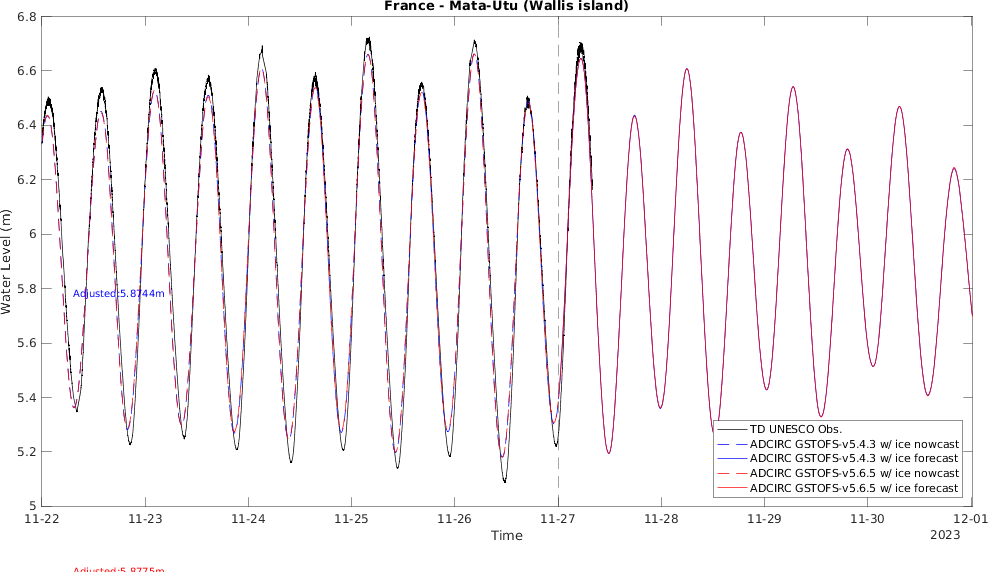 France - Mata-Utu (Wallis island)
6.8
6.6
6.4
6.2
6
5.8
5.6
5.4
5.2
5
Water Level (m)
Adjusted:5.8744m
TD UNESCO Obs.
ADCIRC GSTOFS-v5.4.3 w/ ice nowcast
ADCIRC GSTOFS-v5.4.3 w/ ice forecast
ADCIRC GSTOFS-v5.6.5 w/ ice nowcast
ADCIRC GSTOFS-v5.6.5 w/ ice forecast
11-22 11-23 11-24 11-25 11-26 11-27 11-28 11-29 11-30 12-01
Time
2023
Adjusted:5.8775m